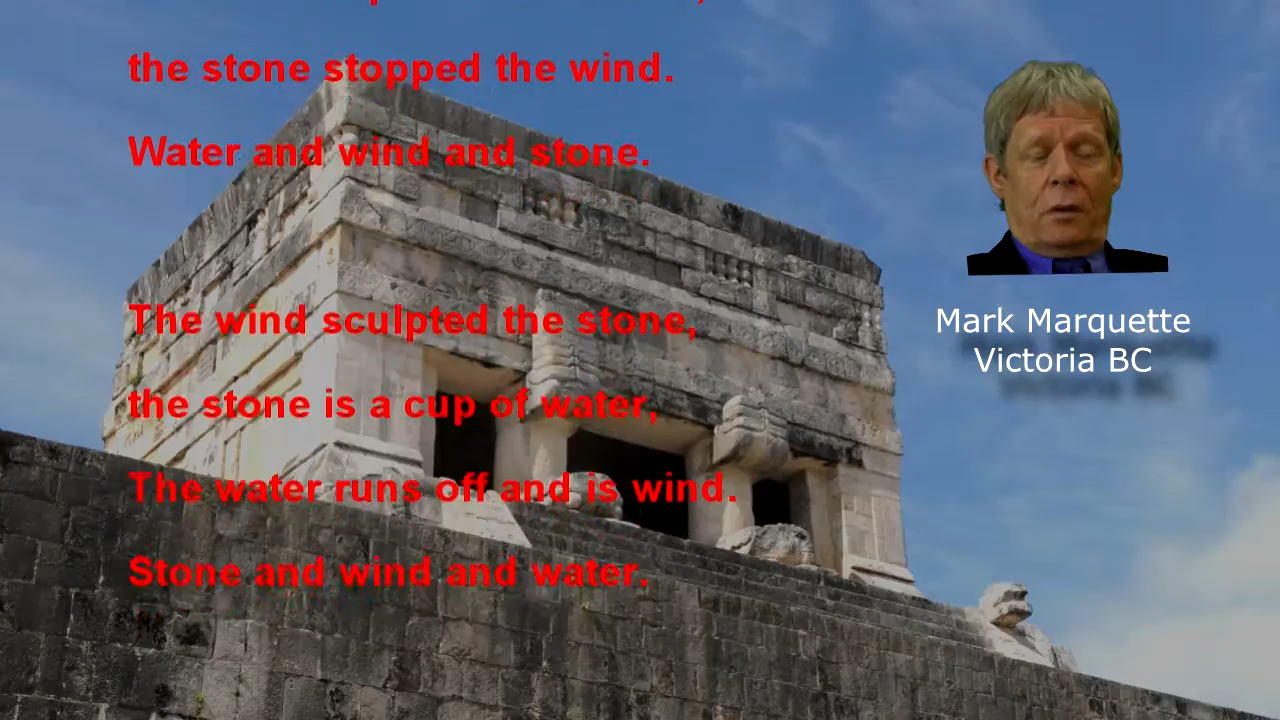 the stone stopped the wind.
Water and wind and stone.
The wind sculpted the stone,
the stone is a cup of water,
The water runs off and is wind.
Stone and wind and water.
Mark Marquette
Victoria BC